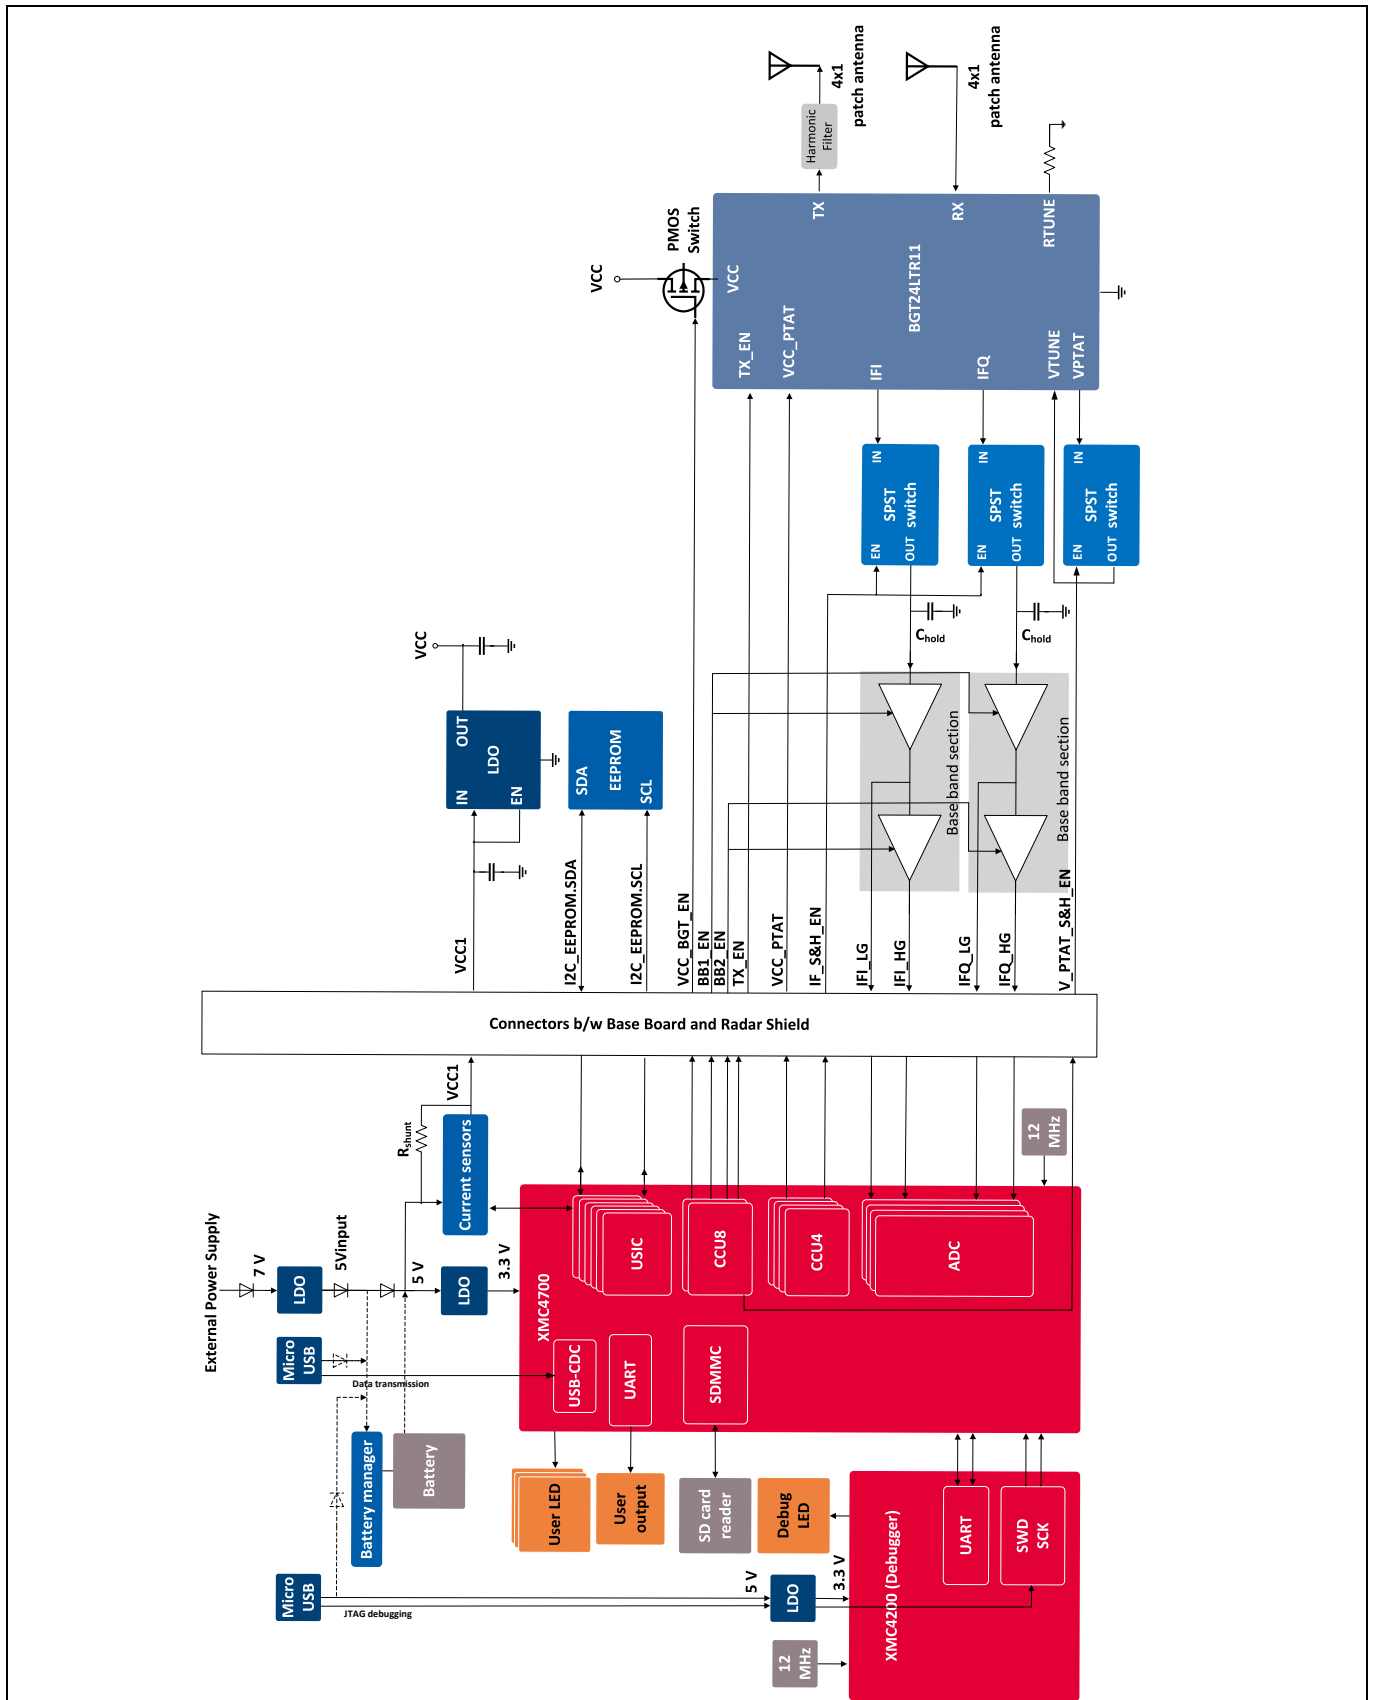 External Power Supply
7 V
LDO
5Vinput
5 V
LDO
3.3 V
Micro
USB
Data transmission
Battery manager
Battery
Micro
USB
JTAG debugging
5 V
LDO
3.3 V
12
MHz
XMC4200 (Debugger)
UART
SWD
SCK
Debug
LED
SD card
reader
User
output
User LED
XMC4700
USB-CDC
UART
SDMMC
USIC
CCU8
CCU4
ADC
12
MHz
Current sensors
Rshunt
VCC1
Connectors b/w Base Board and Radar Shield
VCC1
I2C_EEPROM.SDA
I2C_EEPROM.SCL
VCC_BGT_EN
BB1_EN
BB2_EN
TX_EN
VCC_PTAT
IF_S&H_EN
IFI_LG
IFI_HG
IFQ_LG
IFQ_HG
V_PTAT_S&H_EN
IN
EN
LDO
OUT
VCC
SDA
SCL
EEPROM
Base band section
Base band section
Chold
Chold
EN
OUT
SPST
switch
IN
EN
OUT
SPST
switch
IN
EN
OUT
SPST
switch
IN
VCC
PMOS
Switch
VCC
TX_EN
VCC_PTAT
IFI
IFQ
VTUNE
VPTAT
BGT24LTR11
TX
RX
RTUNE
Harmonic
Filter
4x1
patch antenna
4x1
patch antenna